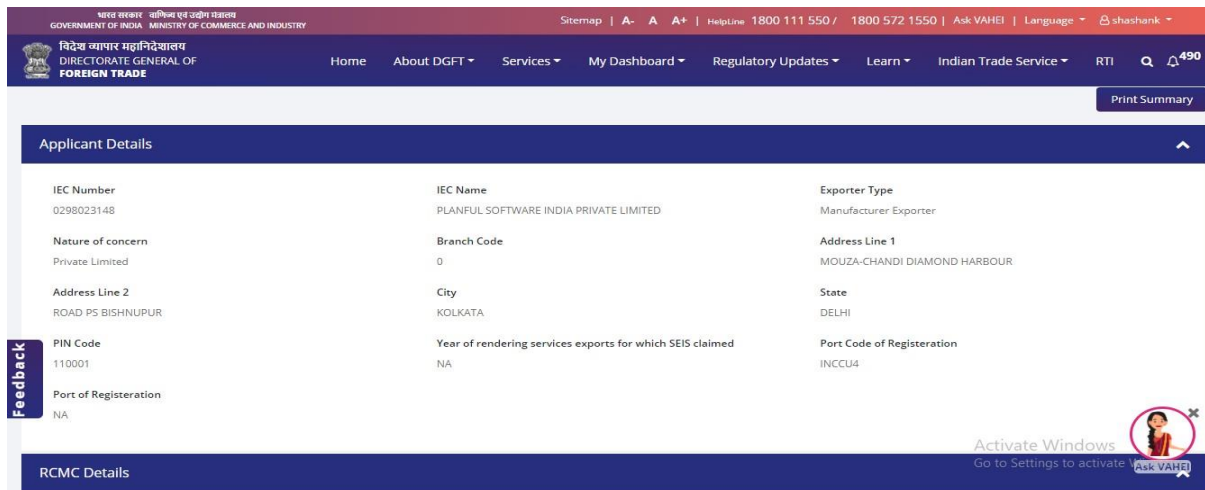 भारत सरकार वाणिज्य एवं उद्योग मंत्रालय
GOVERNMENT OF INDIA MINISTRY OF COMMERCE AND INDUSTRY
Sitemap | A- A A+ | HelpLine 1800 111 550 / 1800 572 1550 | Ask VAHEI | Language shashank
विदेश व्यापार महानिदेशालय
DIRECTORATE GENERAL OF
FOREIGN TRADE
Home About DGFT Services My Dashboard Regulatory Updates Learn Indian Trade Service RTI 490
Print Summary
Applicant Details
IEC Number IEC Name Exporter Type
0298023148 PLANFUL SOFTWARE INDIA PRIVATE LIMITED Manufacturer Exporter
Nature of concern Branch Code Address Line 1
Private Limited 0 MOUZA-CHANDI DIAMOND HARBOUR
Address Line 2 City State
ROAD PS BISHNUPUR KOLKATA DELHI
PIN Code Year of rendering services exports for which SEIS claimed Port Code of Registeration
110001 NA INCCU4
Port of Registeration
NA
Feedback
Activate Windows
Go to Settings to activate
Ask VAHEI
RCMC Details